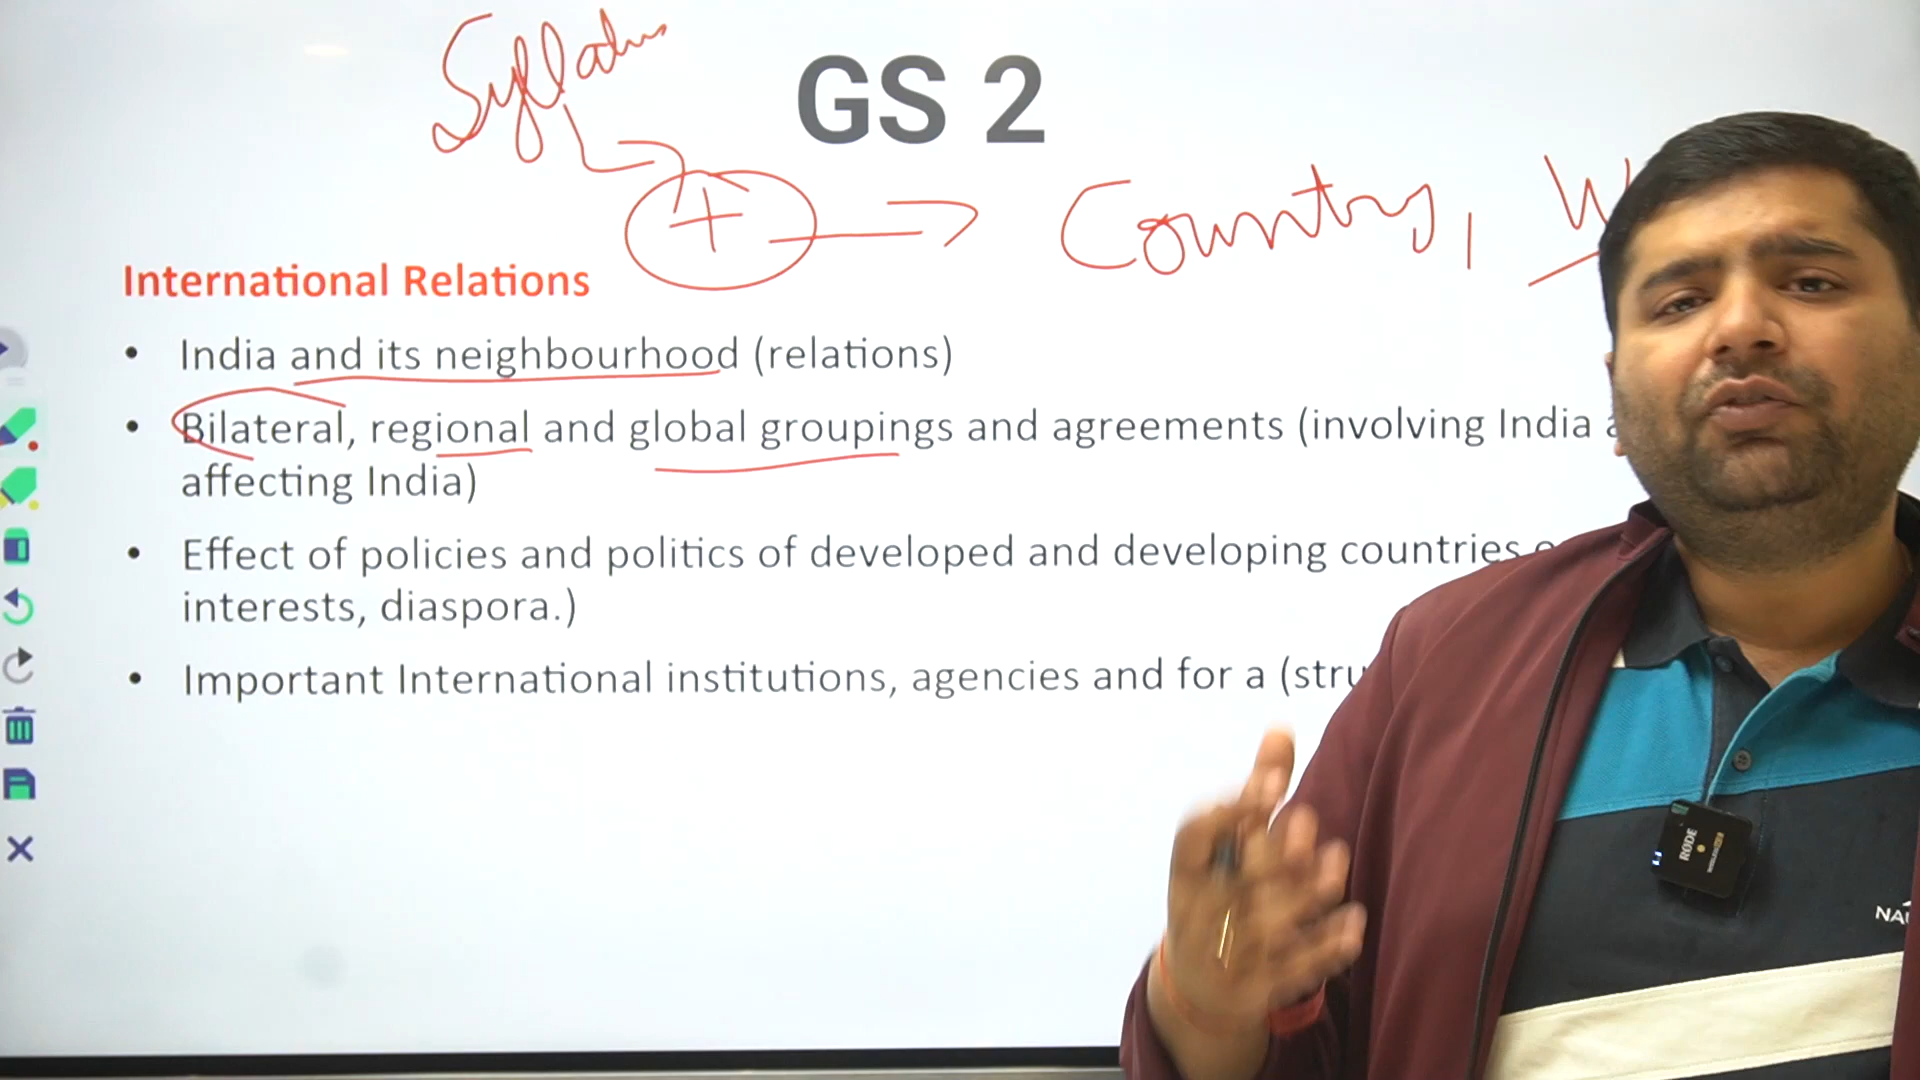 Syllabus
GS 2
+ → Country,
International Relations
• India and its neighbourhood (relations)
• Bilateral, regional and global groupings and agreements (involving India
affecting India)
• Effect of policies and politics of developed and developing countries
interests, diaspora.)
• Important International institutions, agencies and for a (stru
RODE